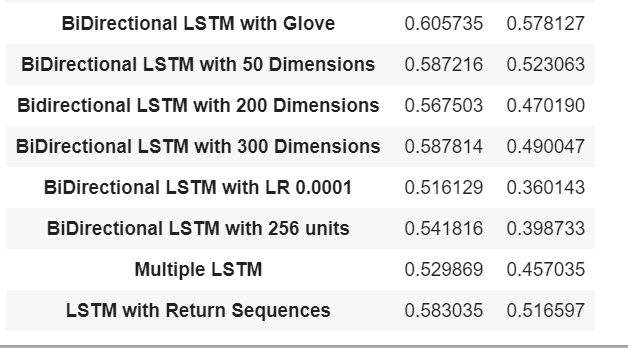 BiDirectional LSTM with Glove 0.605735 0.578127
BiDirectional LSTM with 50 Dimensions 0.587216 0.523063
Bidirectional LSTM with 200 Dimensions 0.567503 0.470190
BiDirectional LSTM with 300 Dimensions 0.587814 0.490047
BiDirectional LSTM with LR 0.0001 0.516129 0.360143
BiDirectional LSTM with 256 units 0.541816 0.398733
Multiple LSTM 0.529869 0.457035
LSTM with Return Sequences 0.583035 0.516597